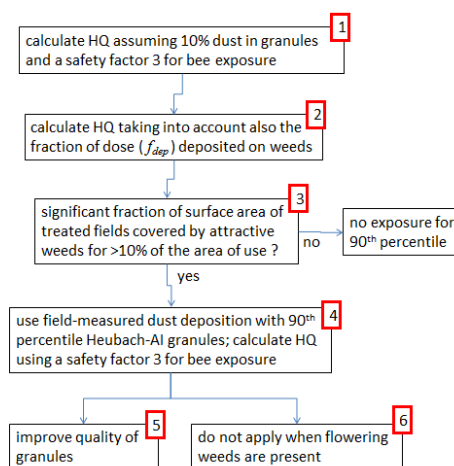 1
calculate HQ assuming 10% dust in granules
and a safety factor 3 for bee exposure
2
calculate HQ taking into account also the
fraction of dose (f_dep) deposited on weeds
3
significant fraction of surface area of
treated fields covered by attractive
weeds for >10% of the area of use ?
no
no exposure for
90th percentile
yes
4
use field-measured dust deposition with 90th
percentile Heubach-AI granules; calculate HQ
using a safety factor 3 for bee exposure
5
improve quality of
granules
6
do not apply when flowering
weeds are present